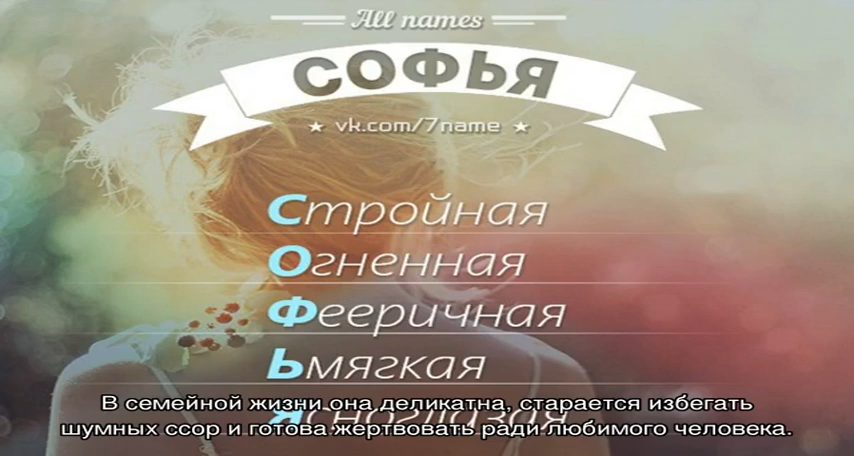 All names
СОФЬЯ
★ vk.com/7name ★
Стройная
Огненная
Фееричная
Ьмягкая
Ясноглазая
В семейной жизни она деликатна, старается избегать
шумных ссор и готова жертвовать ради любимого человека.